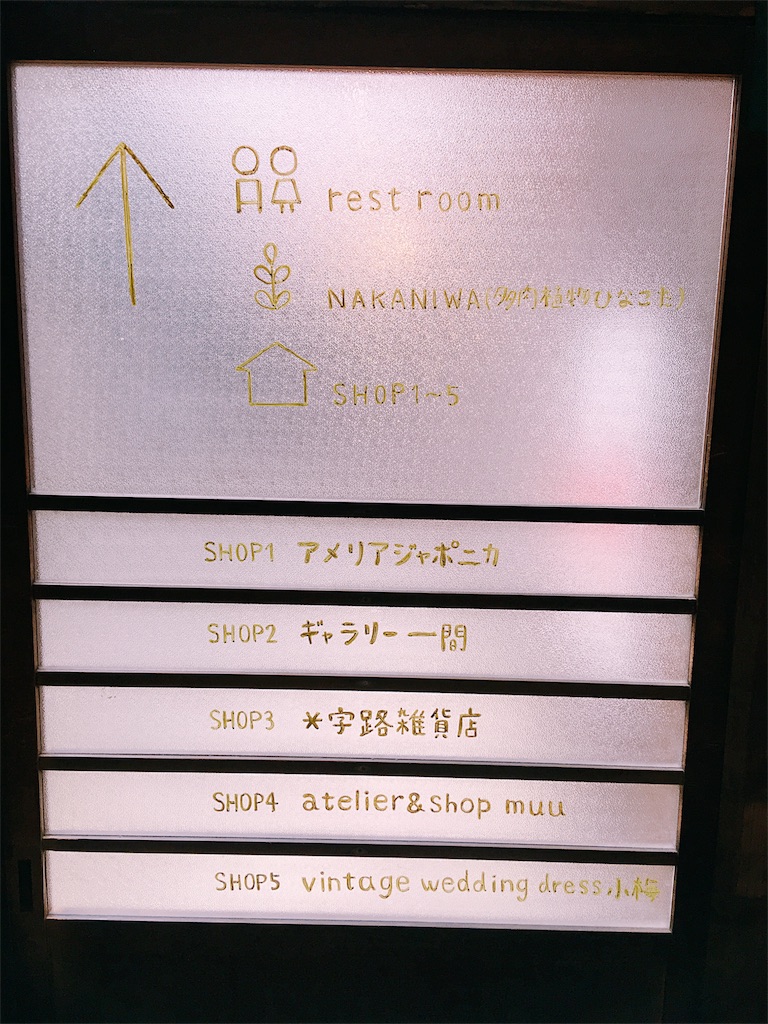 rest room
NAKANIWA(多肉植物ひなこだ)
SHOP1~5
SHOP1 アメリアジャポニカ
SHOP2 ギャラリー一間
SHOP3 *字路雑貨店
SHOP4 atelier&shop muu
SHOP5 vintage wedding dress 小梅